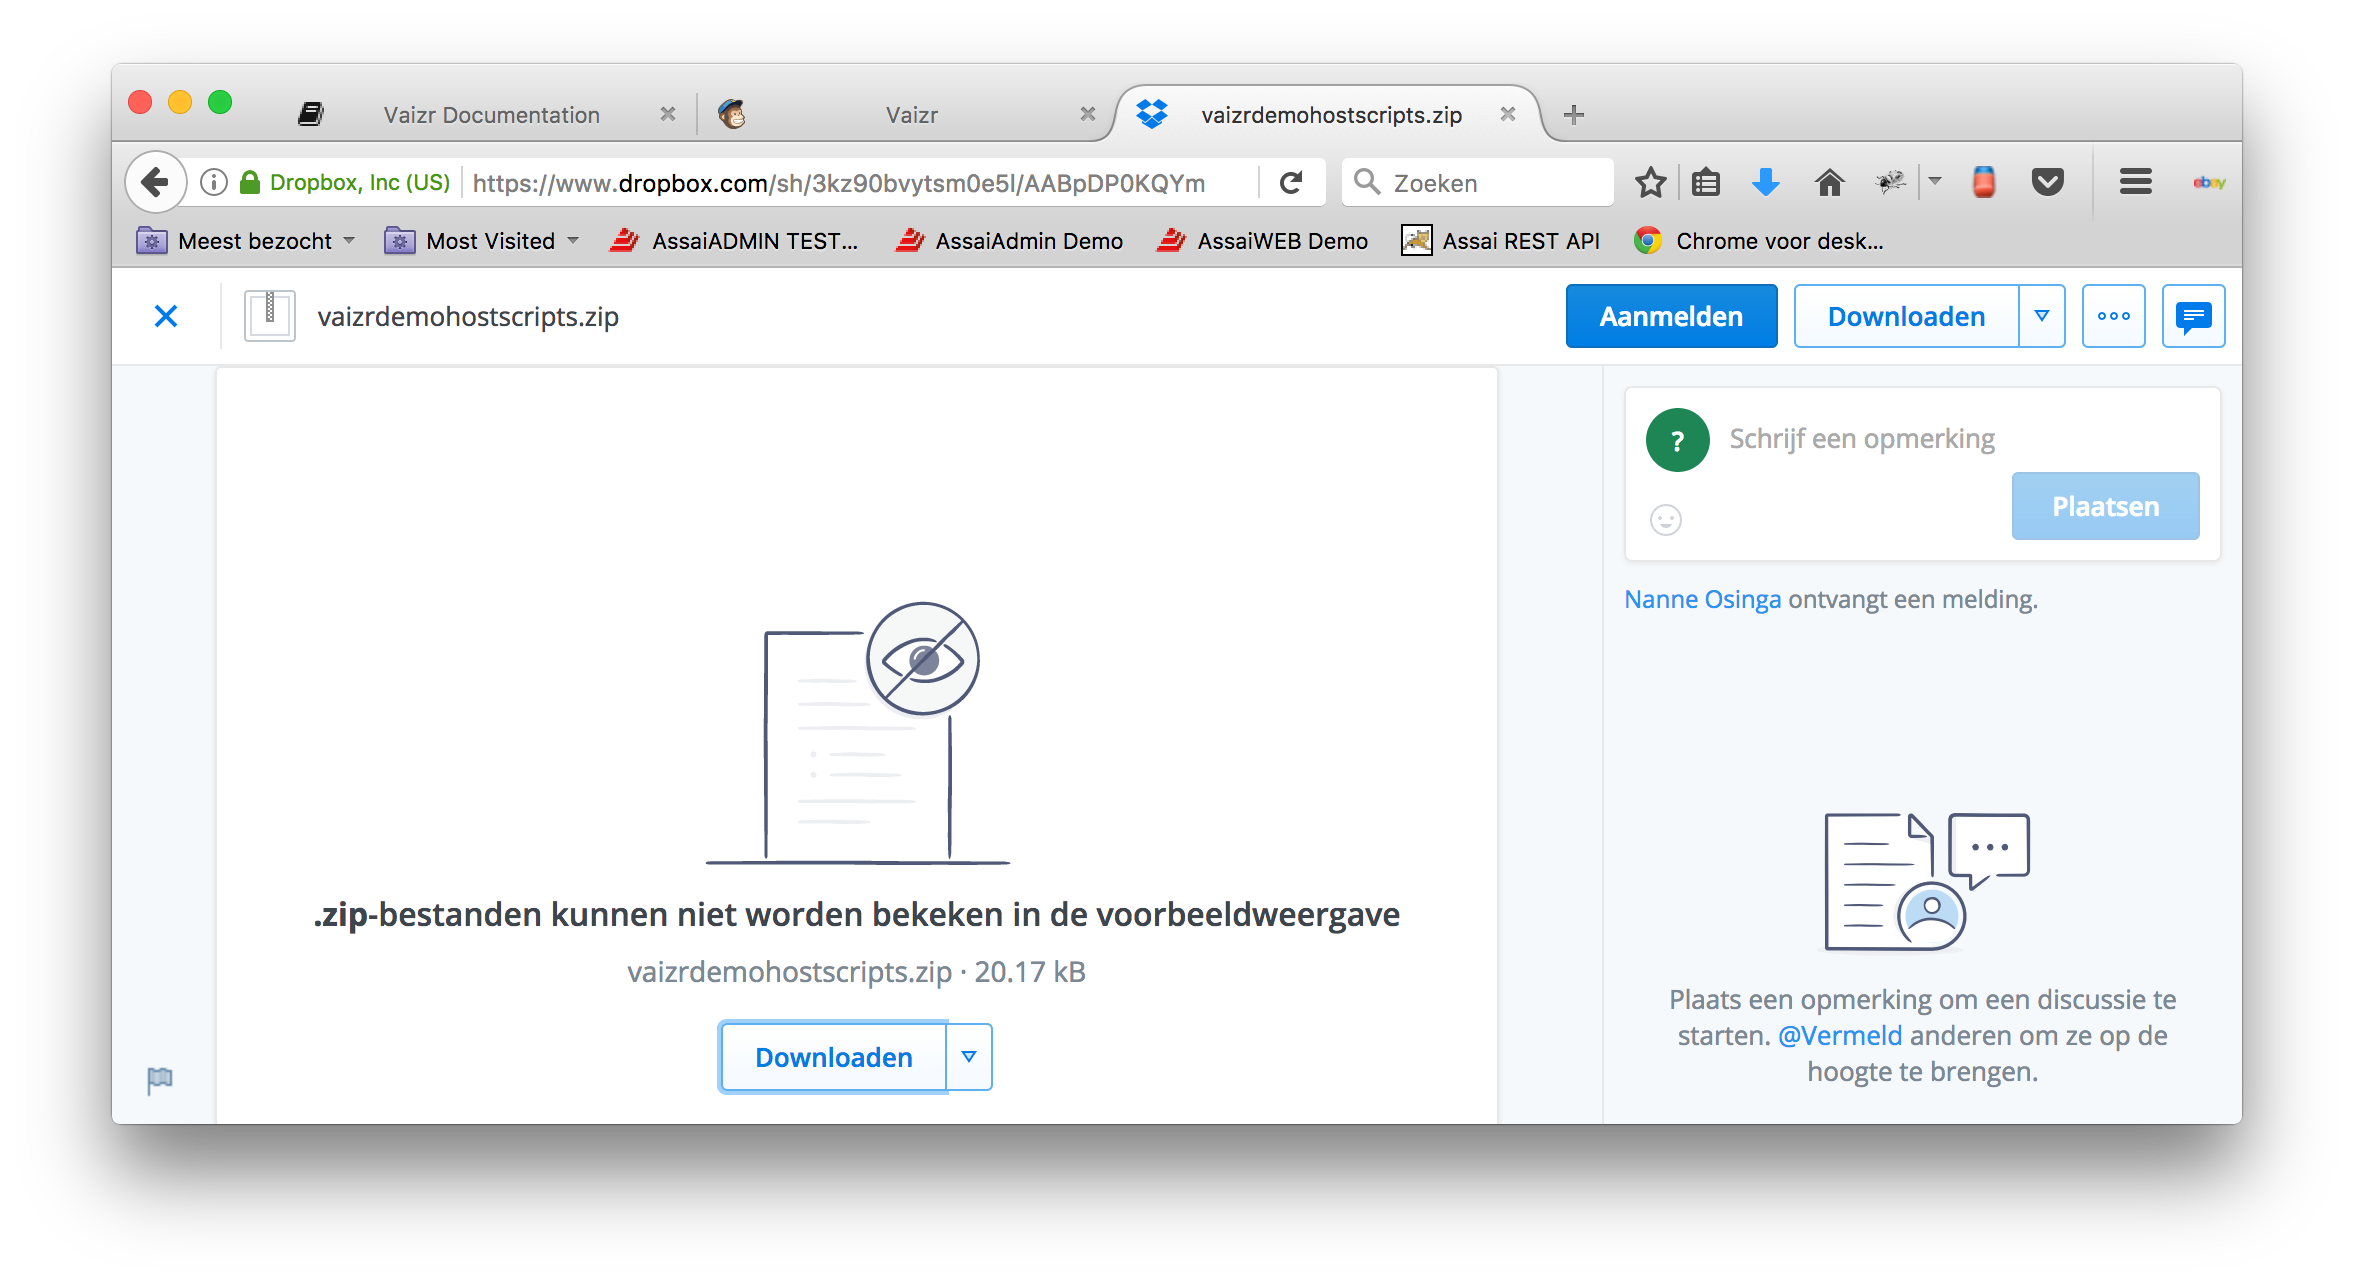 Vaizr Documentation
Vaizr
vaizrdemohostscripts.zip
Dropbox, Inc (US)
https://www.dropbox.com/sh/3kz90bvytsm0e5l/AABpDP0KQYm
Zoeken
ebay
Meest bezocht
Most Visited
AssaiADMIN TEST...
AssaiAdmin Demo
AssaiWEB Demo
Assai REST API
Chrome voor desk...
vaizrdemohostscripts.zip
Aanmelden
Downloaden
?
Schrijf een opmerking
Plaatsen
Nanne Osinga ontvangt een melding.
.zip-bestanden kunnen niet worden bekeken in de voorbeeldweergave
vaizrdemohostscripts.zip · 20.17 kB
Downloaden
Plaats een opmerking om een discussie te
starten. @Vermeld anderen om ze op de
hoogte te brengen.